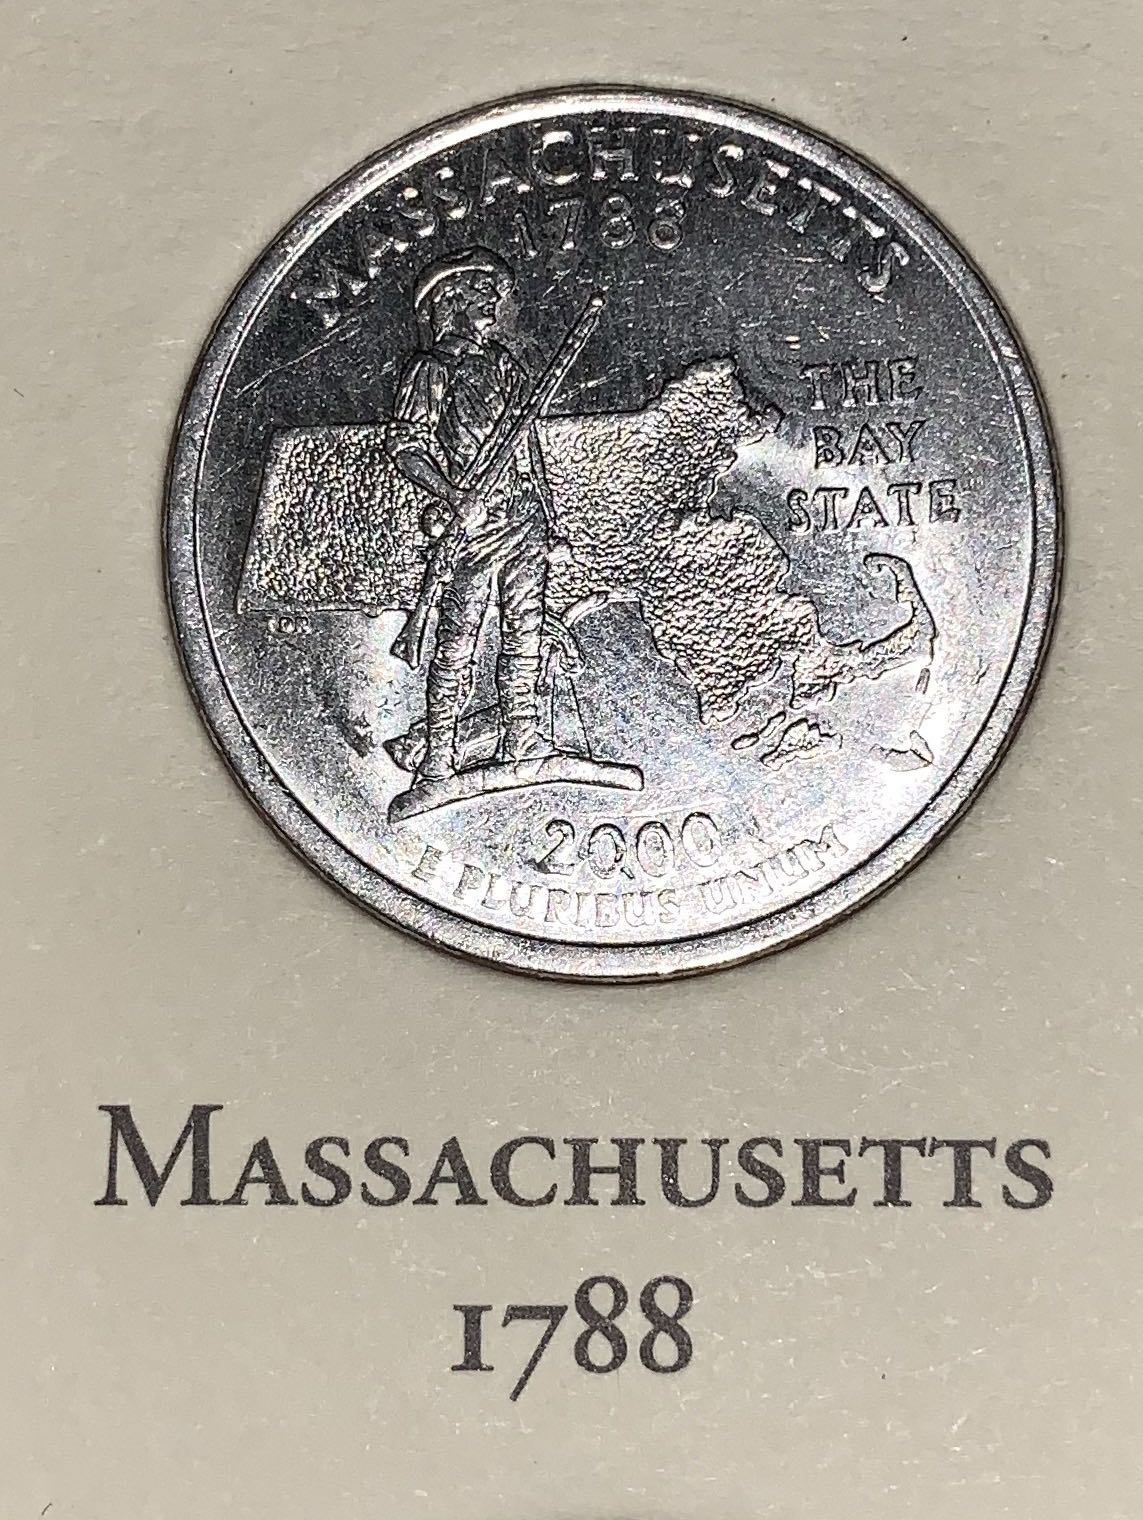 MASSACHUSETTS
1788
THE
BAY
STATE
2000
E PLURIBUS UNUM
MASSACHUSETTS
1788